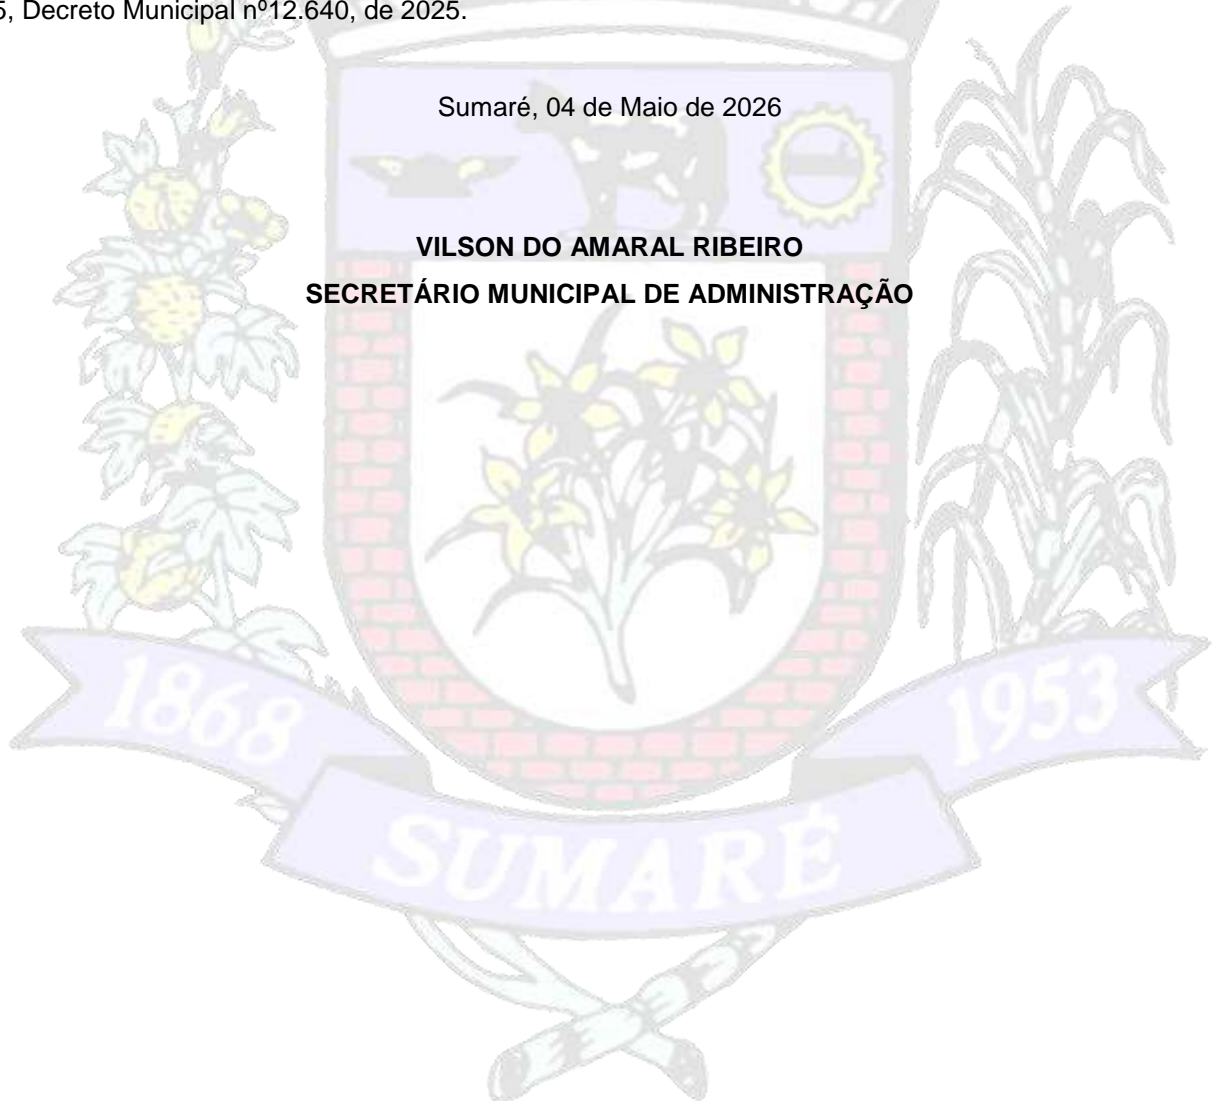 5, Decreto Municipal nº12.640, de 2025.
Sumaré, 04 de Maio de 2026
VILSON DO AMARAL RIBEIRO
SECRETÁRIO MUNICIPAL DE ADMINISTRAÇÃO
1868
1953
SUMARÉ